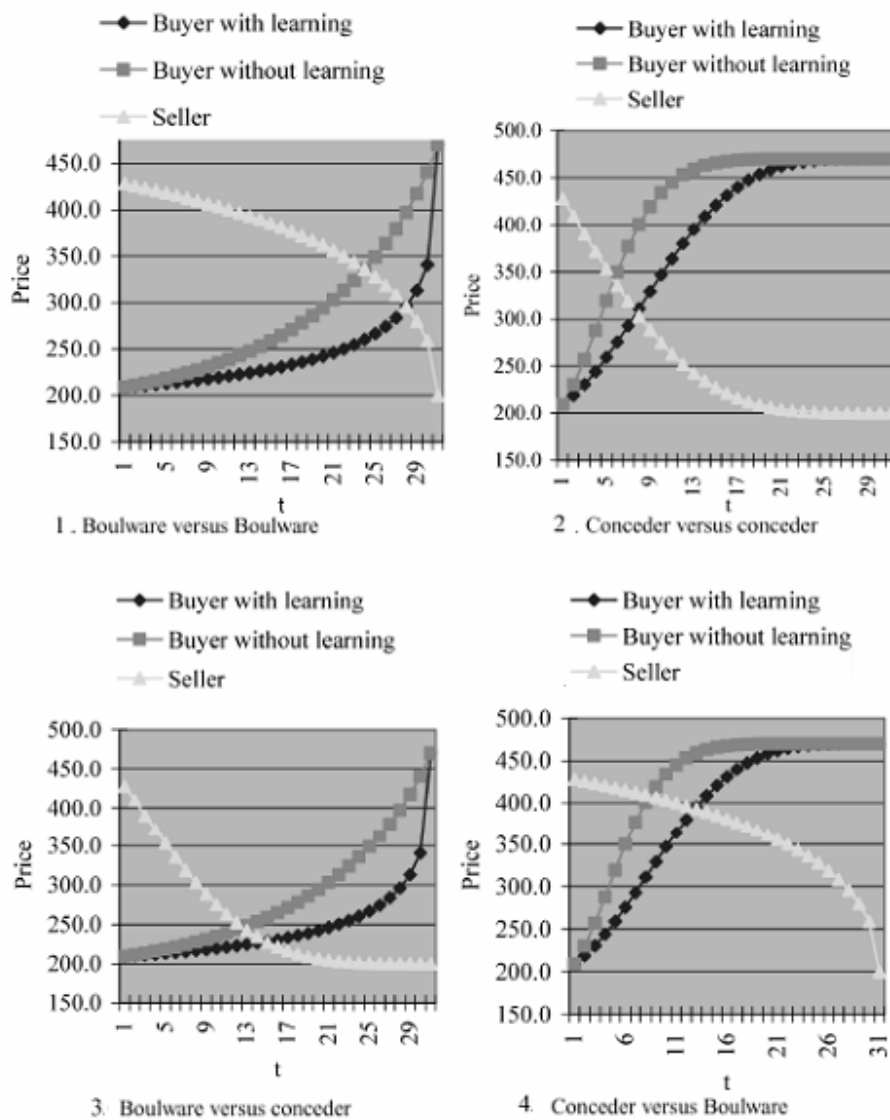 Buyer with learning
Buyer without learning
Seller
450.0
400.0
350.0
300.0
250.0
200.0
150.0
Price
1 5 9 13 17 21 25 29
t
1 . Boulware versus Boulware
Buyer with learning
Buyer without learning
Seller
500.0
450.0
400.0
350.0
300.0
250.0
200.0
150.0
Price
1 5 9 13 17 21 25 29
t
2 . Conceder versus conceder
Buyer with learning
Buyer without learning
Seller
500.0
450.0
400.0
350.0
300.0
250.0
200.0
150.0
Price
1 5 9 13 17 21 25 29
t
3. Boulware versus conceder
Buyer with learning
Buyer without learning
Seller
500.0
450.0
400.0
350.0
300.0
250.0
200.0
150.0
Price
1 6 11 16 21 26 31
t
4. Conceder versus Boulware